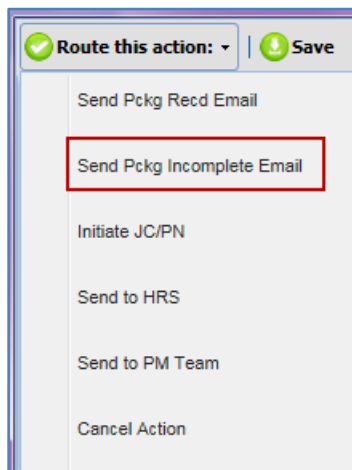 Route this action: Save
Send Pckg Recd Email
Send Pckg Incomplete Email
Initiate JC/PN
Send to HRS
Send to PM Team
Cancel Action